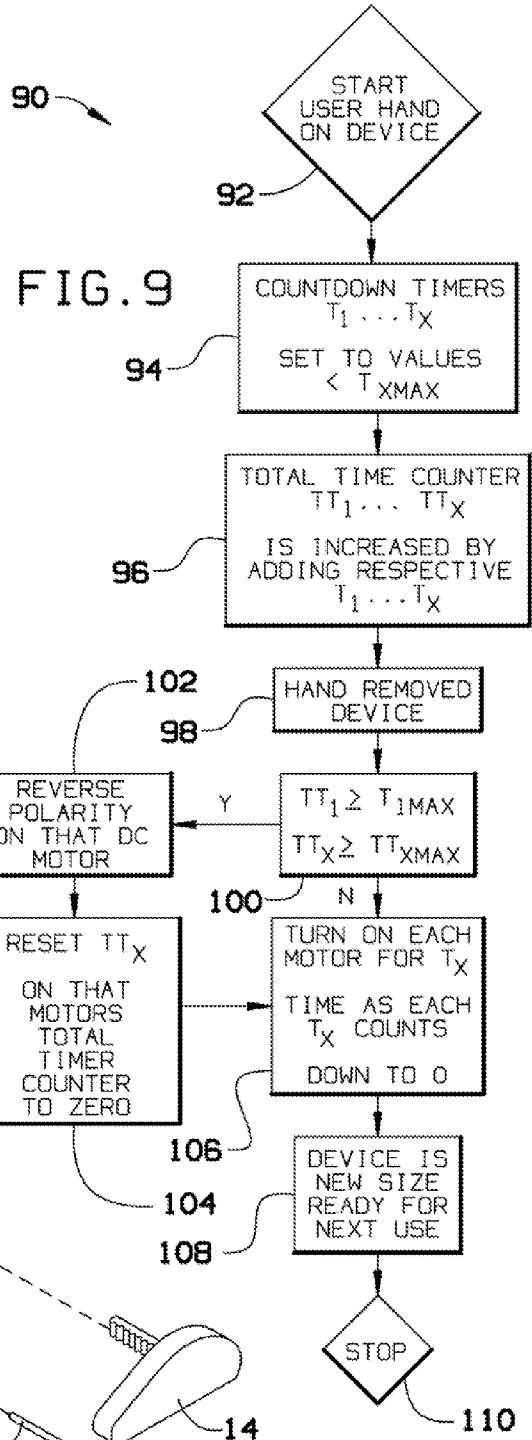 90
START
USER HAND
ON DEVICE
92
FIG.9
COUNTDOWN TIMERS
T1...TX
SET TO VALUES
< TXMAX
94
TOTAL TIME COUNTER
TT1... TTX
IS INCREASED BY
ADDING RESPECTIVE
T1...TX
96
HAND REMOVED
DEVICE
98
TT1 ≥ T1MAX
TTX ≥ TTXMAX
100
Y
N
102
REVERSE
POLARITY
ON THAT DC
MOTOR
RESET TTX
ON THAT
MOTORS
TOTAL
TIMER
COUNTER
TO ZERO
104
TURN ON EACH
MOTOR FOR TX
TIME AS EACH
TX COUNTS
DOWN TO 0
106
DEVICE IS
NEW SIZE
READY FOR
NEXT USE
108
STOP
110
14